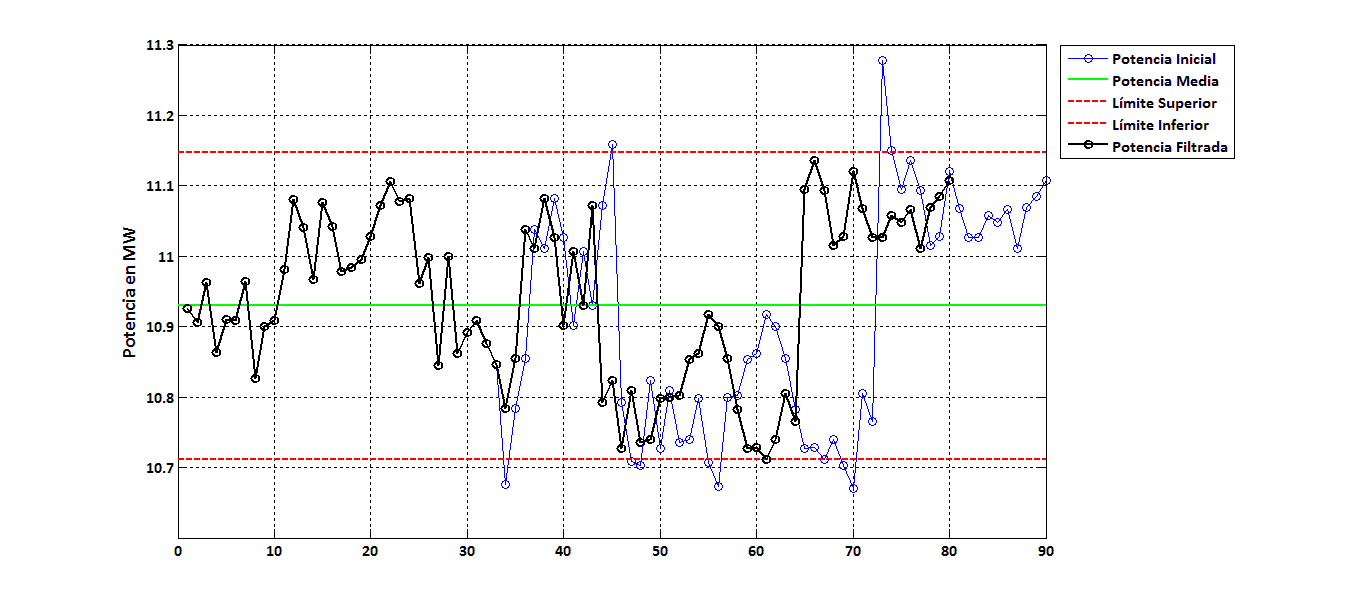 11.3
11.2
11.1
11
10.9
10.8
10.7
Potencia en MW
0 10 20 30 40 50 60 70 80 90
Potencia Inicial
Potencia Media
Límite Superior
Límite Inferior
Potencia Filtrada